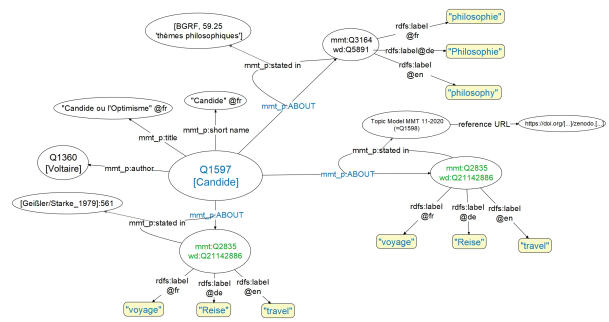 [BGRF, 59.25
'thèmes philosophiques']
mmt_p:stated in
mmt:Q3164
wd:Q5891
rdfs:label
@fr
"philosophie"
rdfs:label@de
"Philosophie"
rdfs:label
@en
"philosophy"
mmt_p:ABOUT
"Candide ou l'Optimisme" @fr
mmt_p:title
"Candide" @fr
mmt_p:short name
Q1360
[Voltaire]
mmt_p:author
Q1597
[Candide]
Topic Model MMT 11-2020
(=Q1598)
reference URL
https://doi.org/[...]/zenodo.[...]
mmt_p:stated in
mmt_p:ABOUT
mmt:Q2835
wd:Q21142886
rdfs:label
@fr
rdfs:label
@de
rdfs:label
@en
"voyage"
"Reise"
"travel"
[Geißler/Starke_1979]:561
mmt_p:stated in
mmt_p:ABOUT
mmt:Q2835
wd:Q21142886
rdfs:label
@fr
rdfs:label
@de
rdfs:label
@en
"voyage"
"Reise"
"travel"